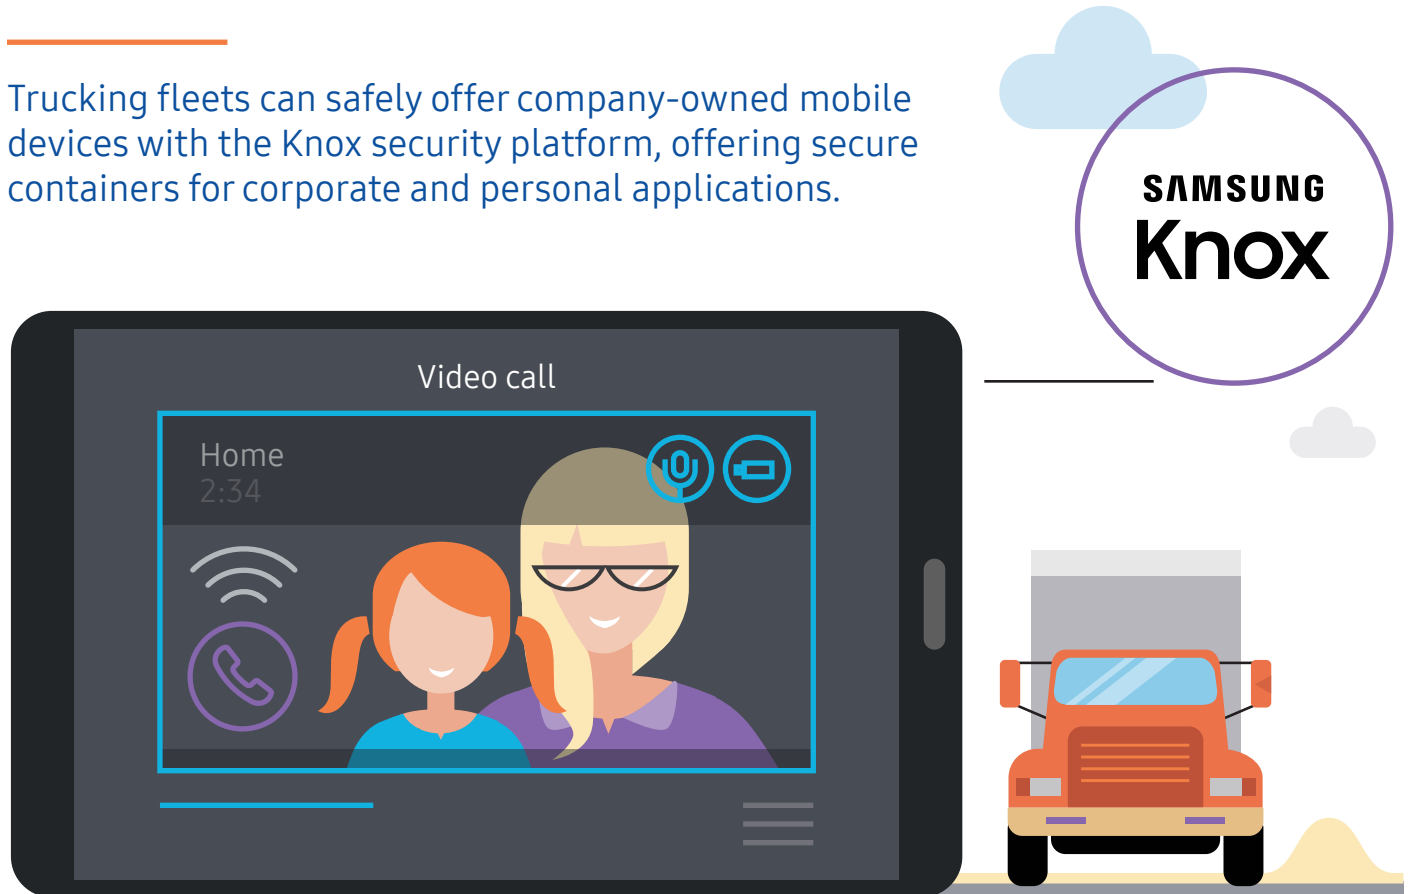 Trucking fleets can safely offer company-owned mobile
devices with the Knox security platform, offering secure
containers for corporate and personal applications.
SAMSUNG
Knox
Video call
Home
2:34